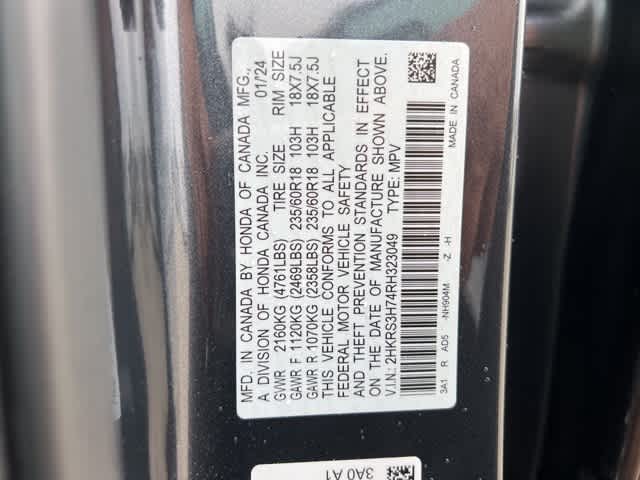 MFD. IN CANADA BY HONDA OF CANADA MFG.,
A DIVISION OF HONDA CANADA INC. 01/24
GVWR 2160KG (4761LBS) TIRE SIZE RIM SIZE
GAWR F 1120KG (2469LBS) 235/60R18 103H 18X7.5J
GAWR R 1070KG (2358LBS) 235/60R18 103H 18X7.5J
THIS VEHICLE CONFORMS TO ALL APPLICABLE
FEDERAL MOTOR VEHICLE SAFETY
AND THEFT PREVENTION STANDARDS IN EFFECT
ON THE DATE OF MANUFACTURE SHOWN ABOVE.
V.I.N: 2HKRS3H74RH323049 TYPE: MPV
3A1 R AD5 -NH904M -Z -H
MADE IN CANADA
3A0 A1